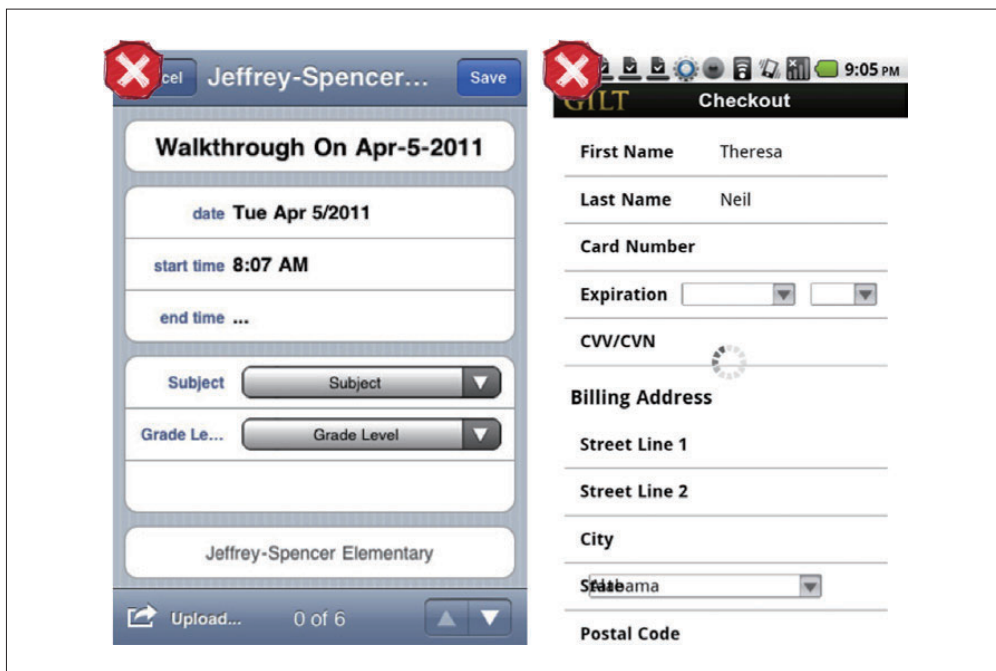 cel Jeffrey-Spencer... Save
Walkthrough On Apr-5-2011
date Tue Apr 5/2011
start time 8:07 AM
end time ...
Subject Subject
Grade Le... Grade Level
Jeffrey-Spencer Elementary
Upload... 0 of 6
9:05 PM
GILT Checkout
First Name Theresa
Last Name Neil
Card Number
Expiration
CVV/CVN
Billing Address
Street Line 1
Street Line 2
City
State Alabama
Postal Code